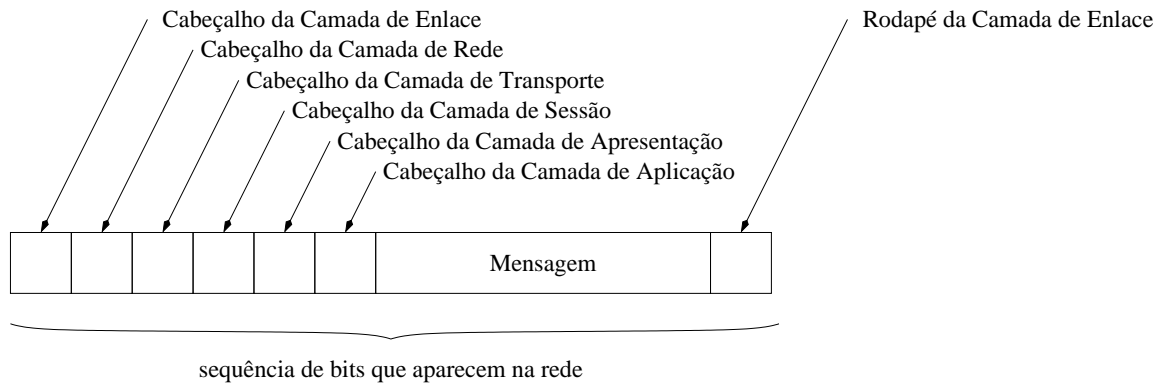 Cabeçalho da Camada de Enlace
Rodapé da Camada de Enlace
Cabeçalho da Camada de Rede
Cabeçalho da Camada de Transporte
Cabeçalho da Camada de Sessão
Cabeçalho da Camada de Apresentação
Cabeçalho da Camada de Aplicação
Mensagem
sequência de bits que aparecem na rede